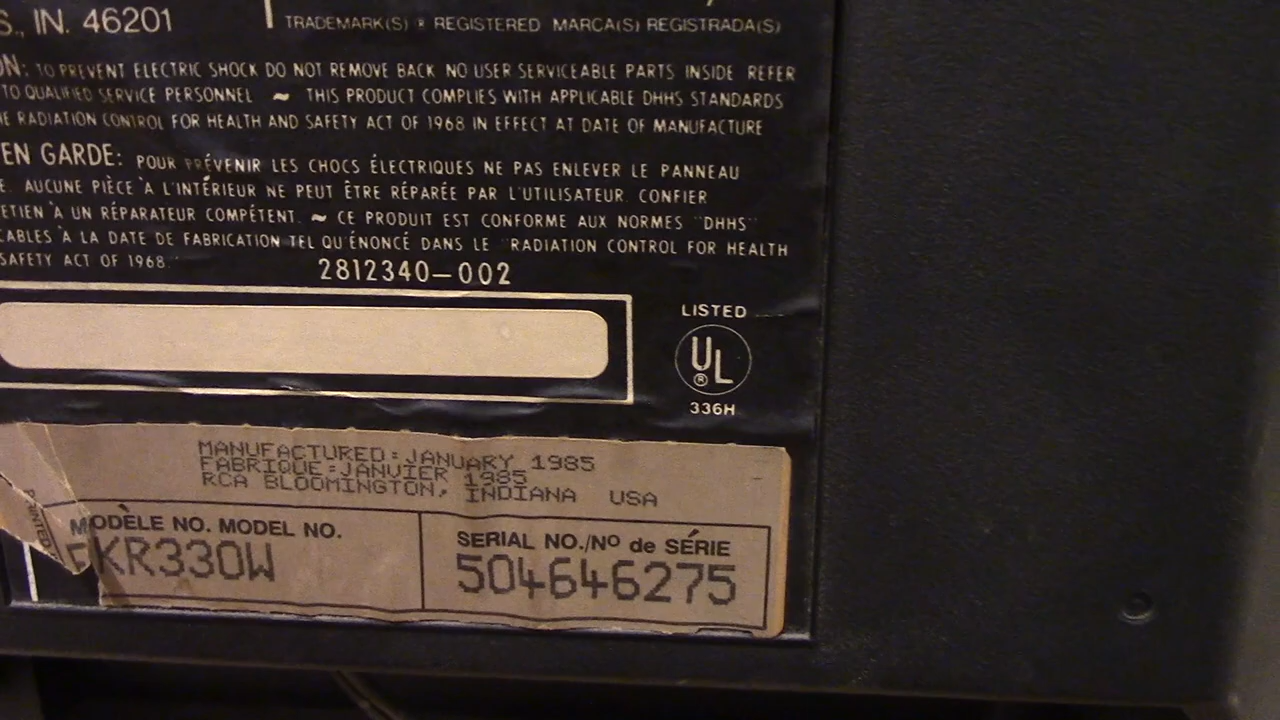 S., IN. 46201
TRADEMARK(S) ® REGISTERED MARCA(S) REGISTRADA(S)
ON: TO PREVENT ELECTRIC SHOCK DO NOT REMOVE BACK NO USER SERVICEABLE PARTS INSIDE REFER
TO QUALIFIED SERVICE PERSONNEL ~ THIS PRODUCT COMPLIES WITH APPLICABLE DHHS STANDARDS
RADIATION CONTROL FOR HEALTH AND SAFETY ACT OF 1968 IN EFFECT AT DATE OF MANUFACTURE
EN GARDE: POUR PRÉVENIR LES CHOCS ÉLECTRIQUES NE PAS ENLEVER LE PANNEAU
E. AUCUNE PIÈCE À L'INTÉRIEUR NE PEUT ÊTRE RÉPARÉE PAR L'UTILISATEUR. CONFIER
ETIEN À UN RÉPARATEUR COMPÉTENT. ~ CE PRODUIT EST CONFORME AUX NORMES "DHHS"
CABLES À LA DATE DE FABRICATION TEL QU'ÉNONCÉ DANS LE "RADIATION CONTROL FOR HEALTH
SAFETY ACT OF 1968."
2812340-002
LISTED
UL ®
336H
MANUFACTURED: JANUARY 1985
FABRIQUE: JANVIER 1985
RCA BLOOMINGTON, INDIANA USA
PRINTED
MODÈLE NO. MODEL NO.
KR330W
SERIAL NO./Nº de SÉRIE
504646275